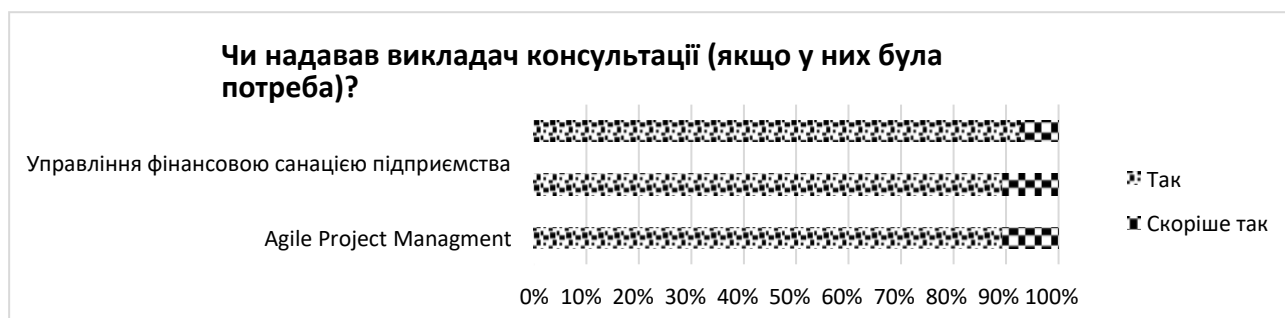 Чи надавав викладач консультації (якщо у них була
потреба)?
Управління фінансовою санацією підприємства
Agile Project Managment
0% 10% 20% 30% 40% 50% 60% 70% 80% 90% 100%
Так
Скоріше так